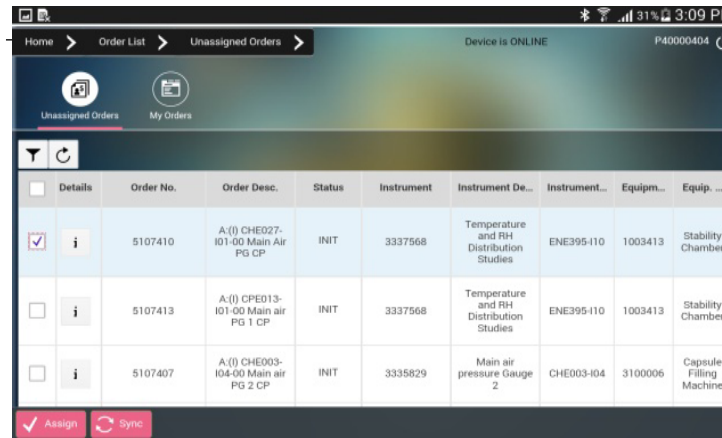 31% 3:09 P
Home Order List Unassigned Orders Device is ONLINE P40000404
Unassigned Orders My Orders
Details Order No. Order Desc. Status Instrument Instrument De... Instrument... Equipm... Equip. ...
A:(I) CHE027-
I01-00 Main Air
PG CP
i 5107410 INIT 3337568
Temperature
and RH
Distribution
Studies
ENE395-I10 1003413
Stability
Chamber
i 5107413
A:(I) CPE013-
I01-00 Main air
PG 1 CP
INIT 3337568
Temperature
and RH
Distribution
Studies
ENE395-I10 1003413
Stability
Chamber
i 5107407
A:(I) CHE003-
I04-00 Main air
PG 2 CP
INIT 3335829
Main air
pressure Gauge
2
CHE003-I04 3100006
Capsule
Filling
Machine
Assign Sync